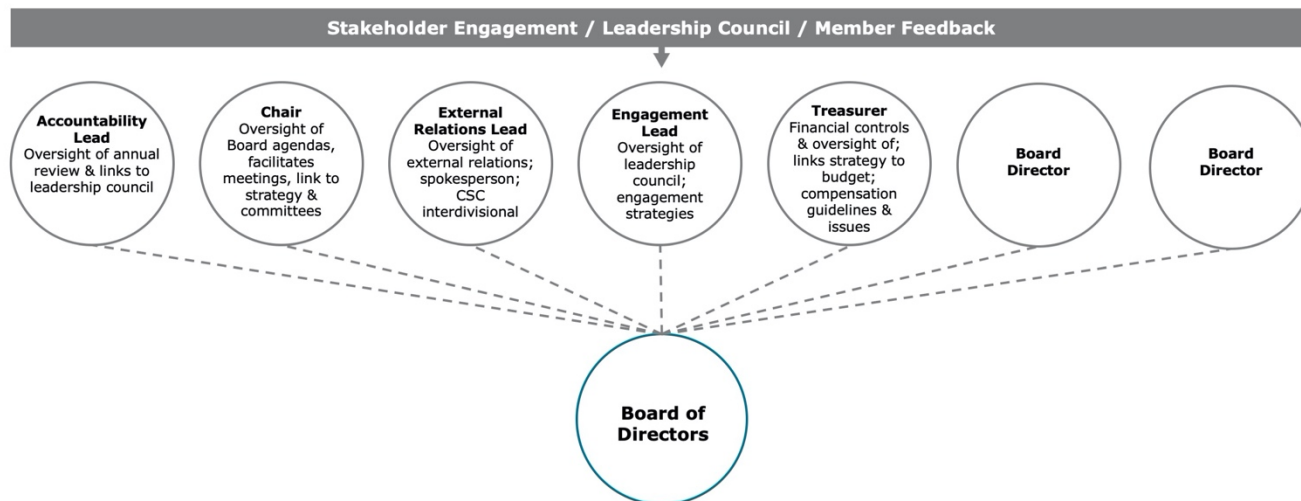 Stakeholder Engagement / Leadership Council / Member Feedback
Accountability
Lead
Oversight of annual
review & links to
leadership council
Chair
Oversight of
Board agendas,
facilitates
meetings, link to
strategy &
committees
External
Relations Lead
Oversight of
external relations;
spokesperson;
CSC
interdivisional
Engagement
Lead
Oversight of
leadership
council;
engagement
strategies
Treasurer
Financial controls
& oversight of;
links strategy to
budget;
compensation
guidelines &
issues
Board
Director
Board
Director
Board of
Directors